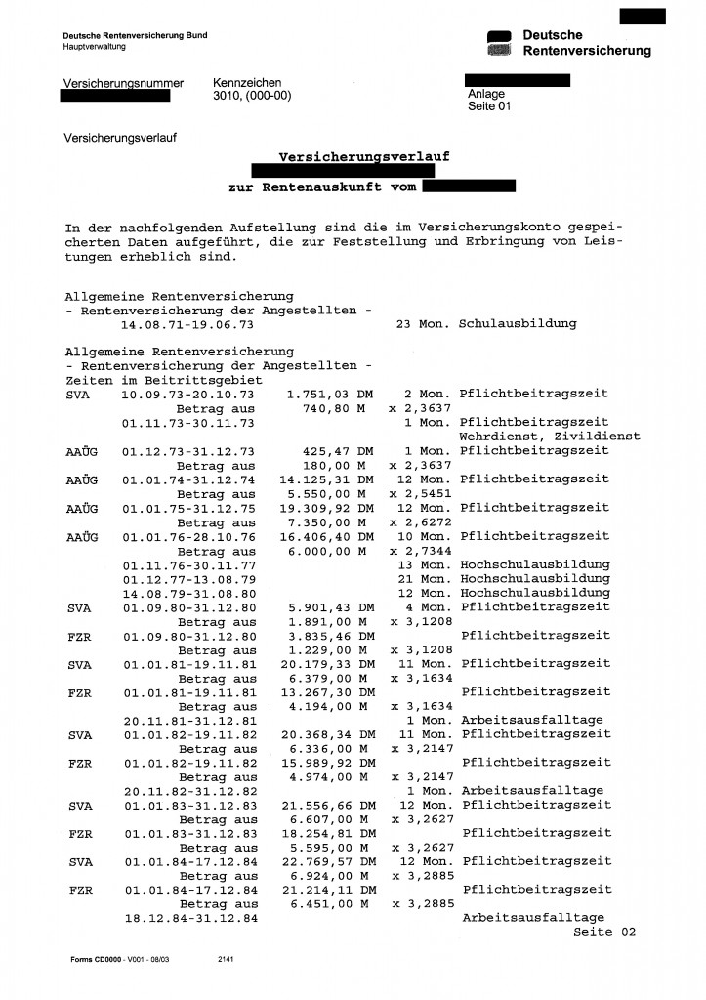 Deutsche Rentenversicherung Bund
Hauptverwaltung
Deutsche
Rentenversicherung
Versicherungsnummer
Kennzeichen
3010, (000-00)
Anlage
Seite 01
Versicherungsverlauf
Versicherungsverlauf
zur Rentenauskunft vom
In der nachfolgenden Aufstellung sind die im Versicherungskonto gespei-
cherten Daten aufgeführt, die zur Feststellung und Erbringung von Leis-
tungen erheblich sind.
Allgemeine Rentenversicherung
- Rentenversicherung der Angestellten -
14.08.71-19.06.73 23 Mon. Schulausbildung
Allgemeine Rentenversicherung
- Rentenversicherung der Angestellten -
Zeiten im Beitrittsgebiet
SVA 10.09.73-20.10.73 1.751,03 DM 2 Mon. Pflichtbeitragszeit
Betrag aus 740,80 M x 2,3637
01.11.73-30.11.73 1 Mon. Pflichtbeitragszeit
Wehrdienst, Zivildienst
AAÜG 01.12.73-31.12.73 425,47 DM 1 Mon. Pflichtbeitragszeit
Betrag aus 180,00 M x 2,3637
AAÜG 01.01.74-31.12.74 14.125,31 DM 12 Mon. Pflichtbeitragszeit
Betrag aus 5.550,00 M x 2,5451
AAÜG 01.01.75-31.12.75 19.309,92 DM 12 Mon. Pflichtbeitragszeit
Betrag aus 7.350,00 M x 2,6272
AAÜG 01.01.76-28.10.76 16.406,40 DM 10 Mon. Pflichtbeitragszeit
Betrag aus 6.000,00 M x 2,7344
01.11.76-30.11.77 13 Mon. Hochschulausbildung
01.12.77-13.08.79 21 Mon. Hochschulausbildung
14.08.79-31.08.80 12 Mon. Hochschulausbildung
SVA 01.09.80-31.12.80 5.901,43 DM 4 Mon. Pflichtbeitragszeit
Betrag aus 1.891,00 M x 3,1208
FZR 01.09.80-31.12.80 3.835,46 DM Pflichtbeitragszeit
Betrag aus 1.229,00 M x 3,1208
SVA 01.01.81-19.11.81 20.179,33 DM 11 Mon. Pflichtbeitragszeit
Betrag aus 6.379,00 M x 3,1634
FZR 01.01.81-19.11.81 13.267,30 DM Pflichtbeitragszeit
Betrag aus 4.194,00 M x 3,1634
20.11.81-31.12.81 1 Mon. Arbeitsausfalltage
SVA 01.01.82-19.11.82 20.368,34 DM 11 Mon. Pflichtbeitragszeit
Betrag aus 6.336,00 M x 3,2147
FZR 01.01.82-19.11.82 15.989,92 DM Pflichtbeitragszeit
Betrag aus 4.974,00 M x 3,2147
20.11.82-31.12.82 1 Mon. Arbeitsausfalltage
SVA 01.01.83-31.12.83 21.556,66 DM 12 Mon. Pflichtbeitragszeit
Betrag aus 6.607,00 M x 3,2627
FZR 01.01.83-31.12.83 18.254,81 DM Pflichtbeitragszeit
Betrag aus 5.595,00 M x 3,2627
SVA 01.01.84-17.12.84 22.769,57 DM 12 Mon. Pflichtbeitragszeit
Betrag aus 6.924,00 M x 3,2885
FZR 01.01.84-17.12.84 21.214,11 DM Pflichtbeitragszeit
Betrag aus 6.451,00 M x 3,2885
18.12.84-31.12.84 Arbeitsausfalltage
Seite 02
Forms CD0000 - V001 - 08/03 2141